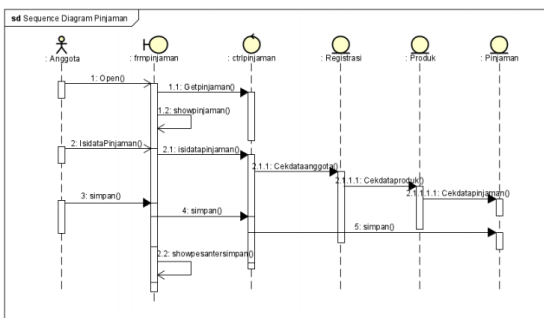 sd Sequence Diagram Pinjaman
: Anggota
: frmpinjaman
: ctrlpinjaman
: Registrasi
: Produk
: Pinjaman
1: Open()
1.1: Getpinjaman()
1.2: showpinjaman()
2: IsidataPinjaman()
2.1: isidatapinjaman()
2.1.1: Cekdataanggota()
2.1.1.1: Cekdataproduk()
2.1.1.1.1: Cekdatapinjam()
3: simpan()
4: simpan()
5: simpan()
2.2: showpesantersimpan()